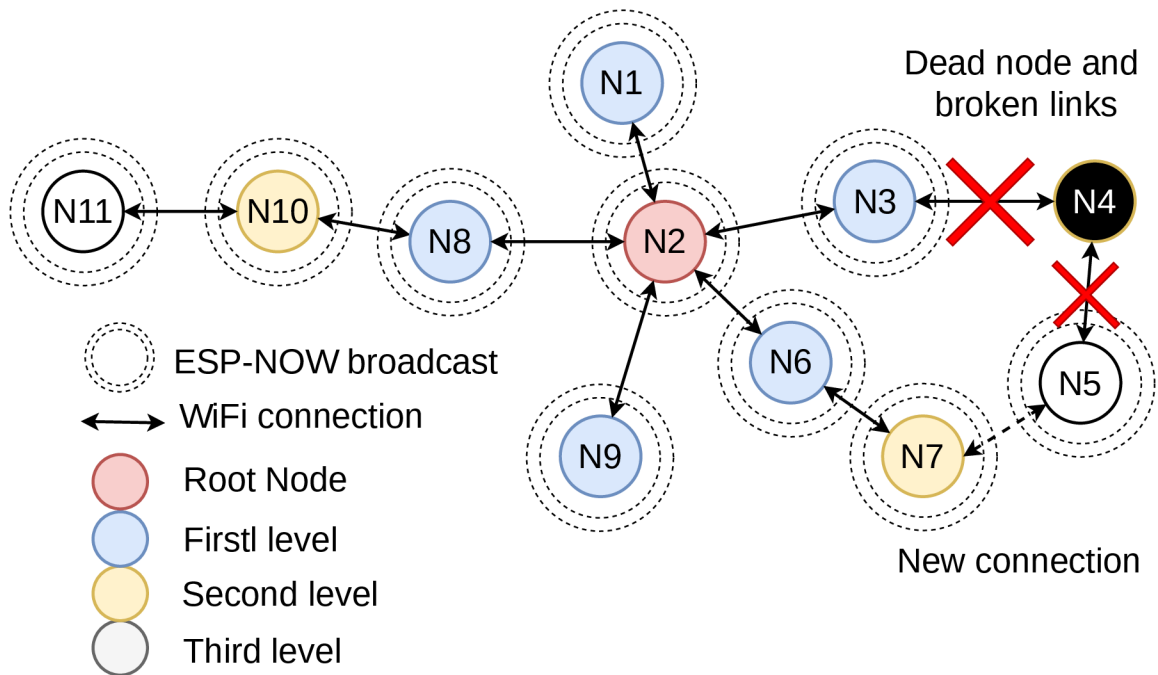 N1
Dead node and
broken links
N11
N10
N8
N2
N3
N4
N6
N5
N9
N7
ESP-NOW broadcast
WiFi connection
Root Node
Firstl level
Second level
Third level
New connection